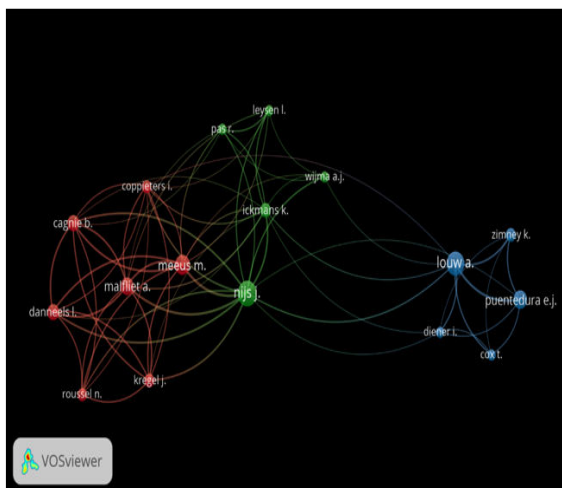 leysen l.
pas r.
wijma a.j.
coppieters i.
ickmans k.
cagnie b.
zimney k.
meeus m.
louw a.
malfliet a.
nijs j.
puentedura e.j.
danneels l.
diener i.
cox t.
kregel j.
roussel n.
VOSviewer